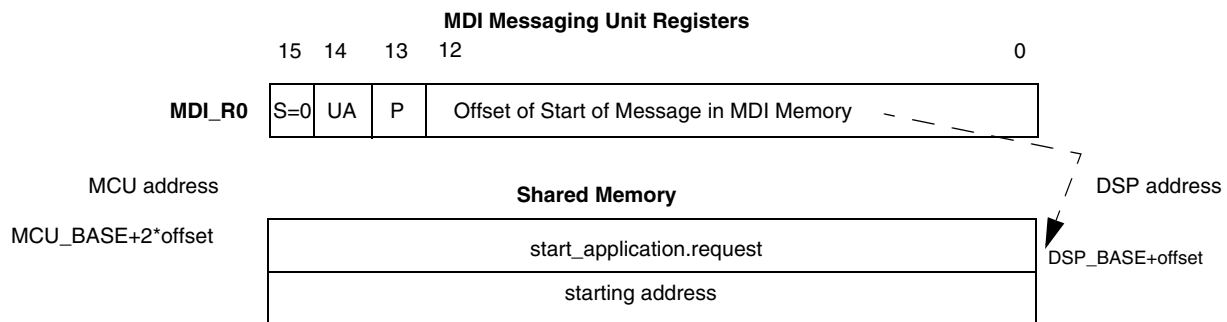 MDI Messaging Unit Registers
15 14 13 12 0
MDI_R0 S=0 UA P Offset of Start of Message in MDI Memory
MCU address Shared Memory DSP address
MCU_BASE+2*offset start_application.request DSP_BASE+offset
starting address